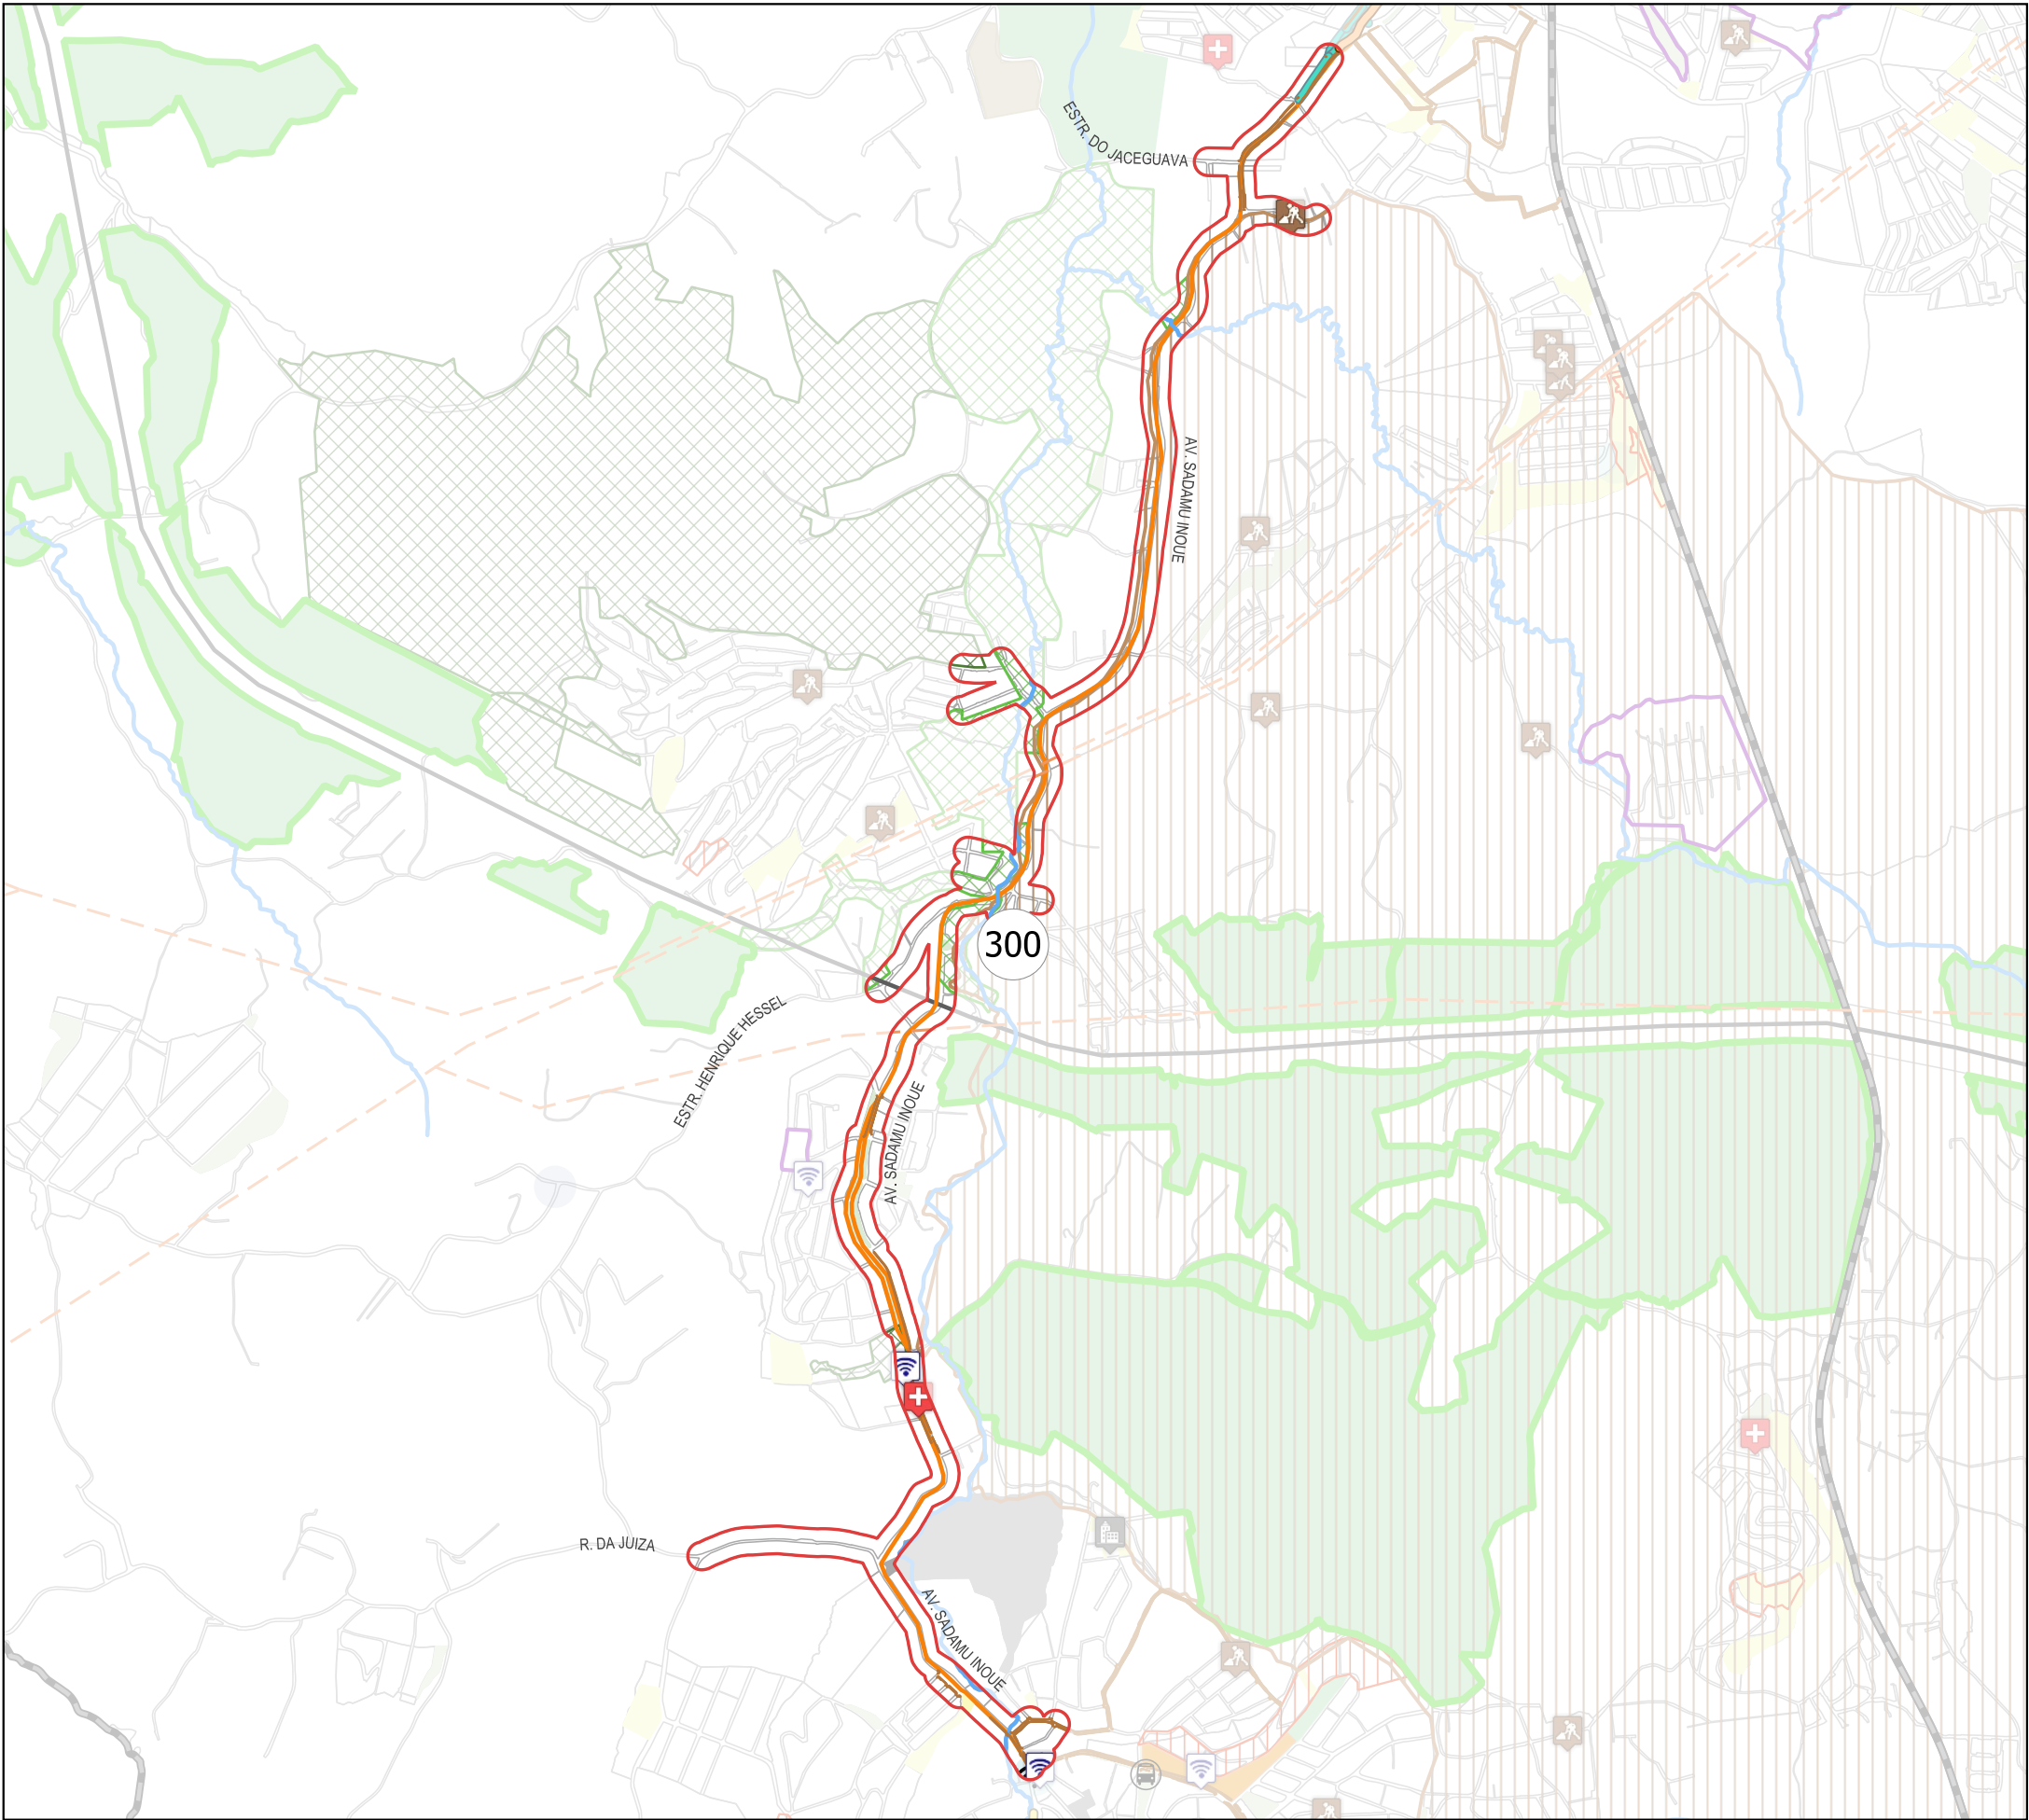 ESTR. DO JACEGUAVA
AV. SADAMU INOUE
300
ESTR. HENRIQUE HESSEL
AV. SADAMU INOUE
R. DA JUIZA
AV. SADAMU INOUE